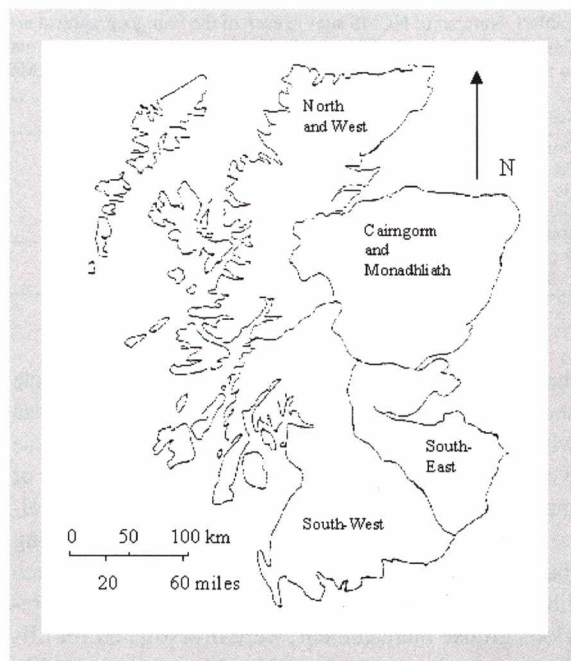 North
and West
N
Cairngorm
and
Monadhliath
South-
East
South-West
0 50 100 km
20 60 miles